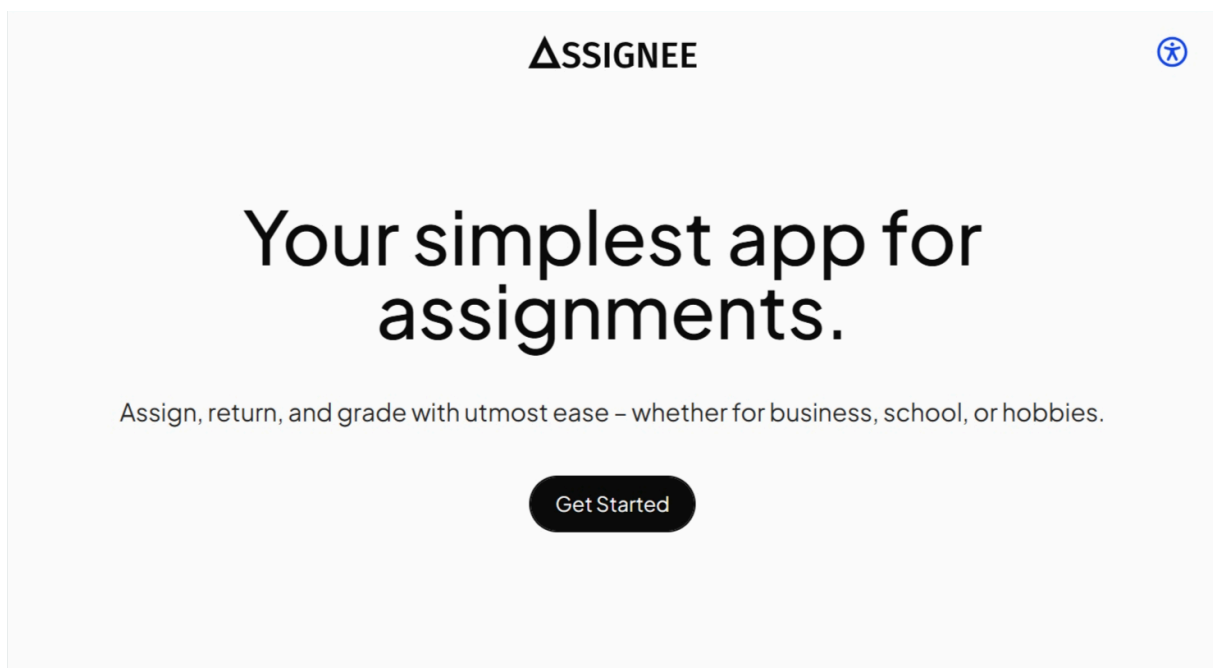 ASSIGNEE
Your simplest app for
assignments.
Assign, return, and grade with utmost ease – whether for business, school, or hobbies.
Get Started